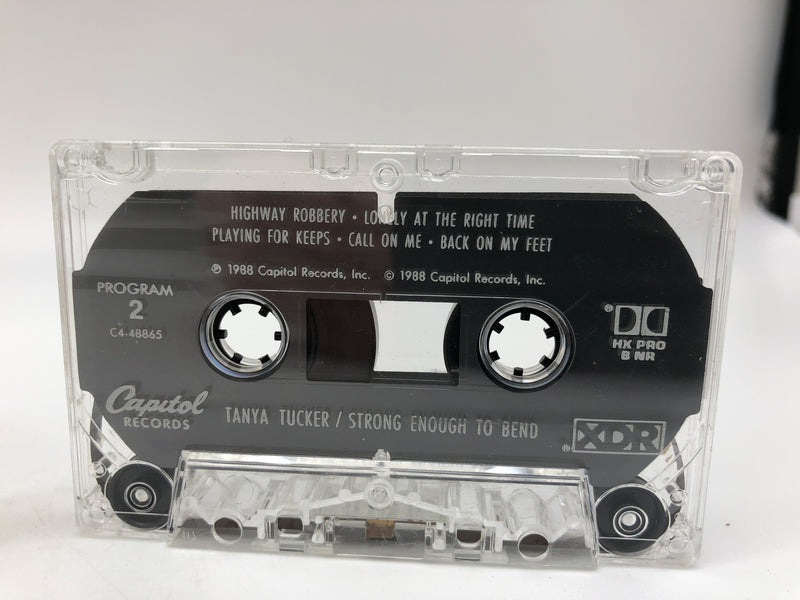 HIGHWAY ROBBERY • LONELY AT THE RIGHT TIME
PLAYING FOR KEEPS • CALL ON ME • BACK ON MY FEET
℗ 1988 Capitol Records, Inc. © 1988 Capitol Records, Inc.
PROGRAM
2
C4-48865
®
HX PRO
B NR
Capitol
RECORDS
TANYA TUCKER / STRONG ENOUGH TO BEND
® XDR